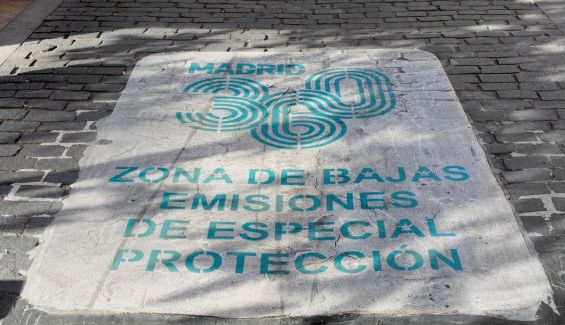 MADRID
360
ZONA DE BAJAS
EMISIONES
DE ESPECIAL
PROTECCIÓN